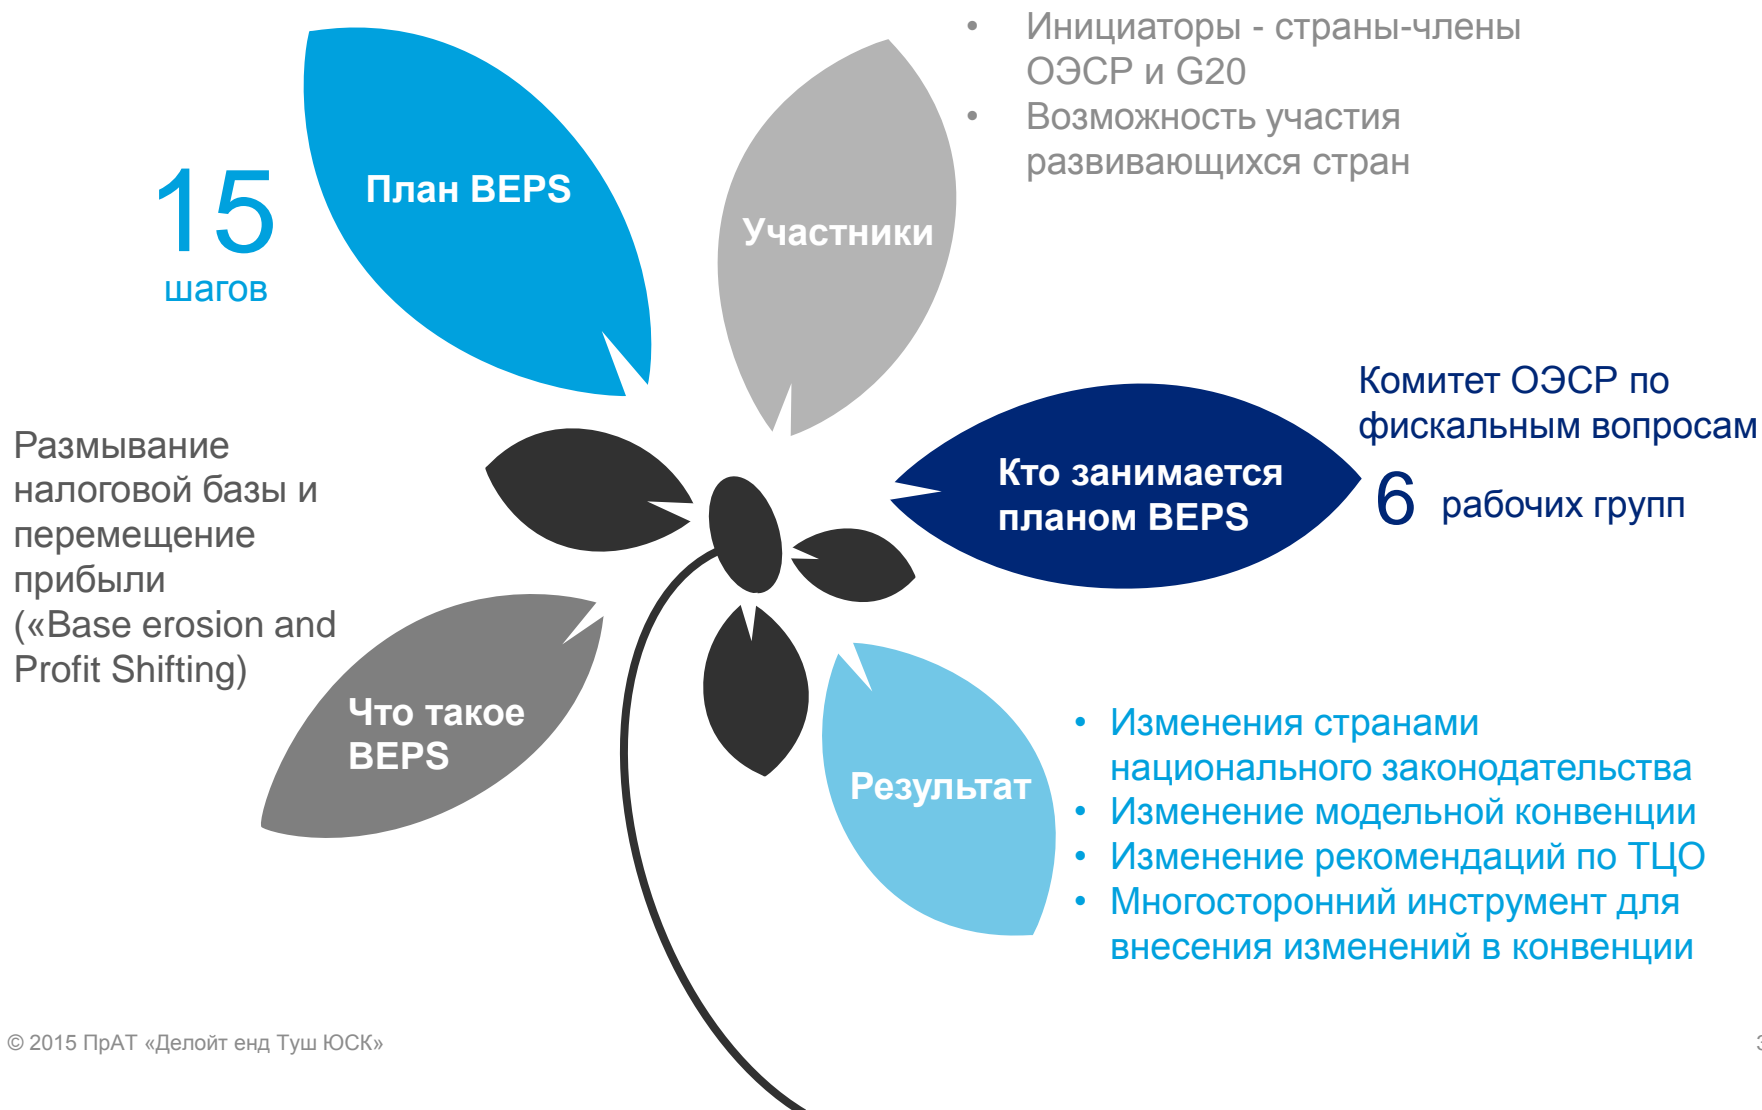 • Инициаторы - страны-члены
ОЭСР и G20
• Возможность участия
развивающихся стран
План BEPS
15
шагов
Участники
Комитет ОЭСР по
фискальным вопросам
6 рабочих групп
Кто занимается
планом BEPS
Размывание
налоговой базы и
перемещение
прибыли
(«Base erosion and
Profit Shifting)
Что такое
BEPS
Результат
• Изменения странами
национального законодательства
• Изменение модельной конвенции
• Изменение рекомендаций по ТЦО
• Многосторонний инструмент для
внесения изменений в конвенции
© 2015 ПрАТ «Делойт енд Туш ЮСК»
3